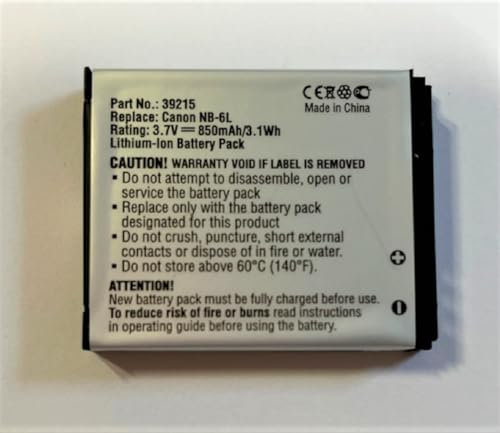 Part No.: 39215
Replace: Canon NB-6L
Rating: 3.7V ⎓ 850mAh/3.1Wh
Lithium-Ion Battery Pack
CE
Made in China
CAUTION! WARRANTY VOID IF LABEL IS REMOVED
▪ Do not attempt to disassemble, open or
service the battery pack
▪ Replace only with the battery pack
designed for this product
▪ Do not crush, puncture, short external
contacts or dispose of in fire or water.
▪ Do not store above 60°C (140°F).
ATTENTION!
New battery pack must be fully charged before use.
To reduce risk of fire or burns read instructions
in operating guide before using the battery.